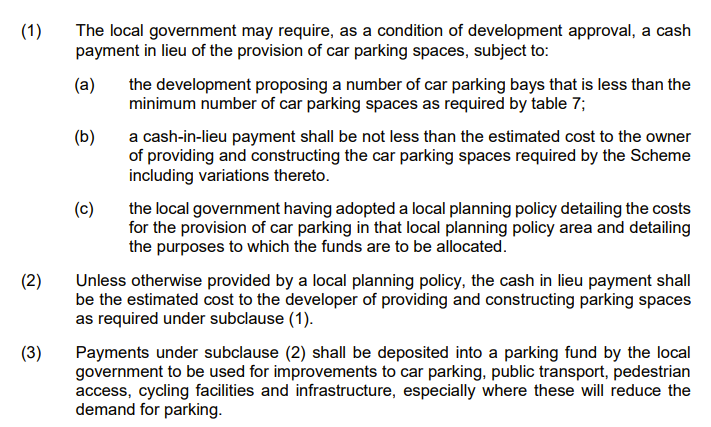 (1) The local government may require, as a condition of development approval, a cash
payment in lieu of the provision of car parking spaces, subject to:
(a) the development proposing a number of car parking bays that is less than the
minimum number of car parking spaces as required by table 7;
(b) a cash-in-lieu payment shall be not less than the estimated cost to the owner
of providing and constructing the car parking spaces required by the Scheme
including variations thereto.
(c) the local government having adopted a local planning policy detailing the costs
for the provision of car parking in that local planning policy area and detailing
the purposes to which the funds are to be allocated.
(2) Unless otherwise provided by a local planning policy, the cash in lieu payment shall
be the estimated cost to the developer of providing and constructing parking spaces
as required under subclause (1).
(3) Payments under subclause (2) shall be deposited into a parking fund by the local
government to be used for improvements to car parking, public transport, pedestrian
access, cycling facilities and infrastructure, especially where these will reduce the
demand for parking.